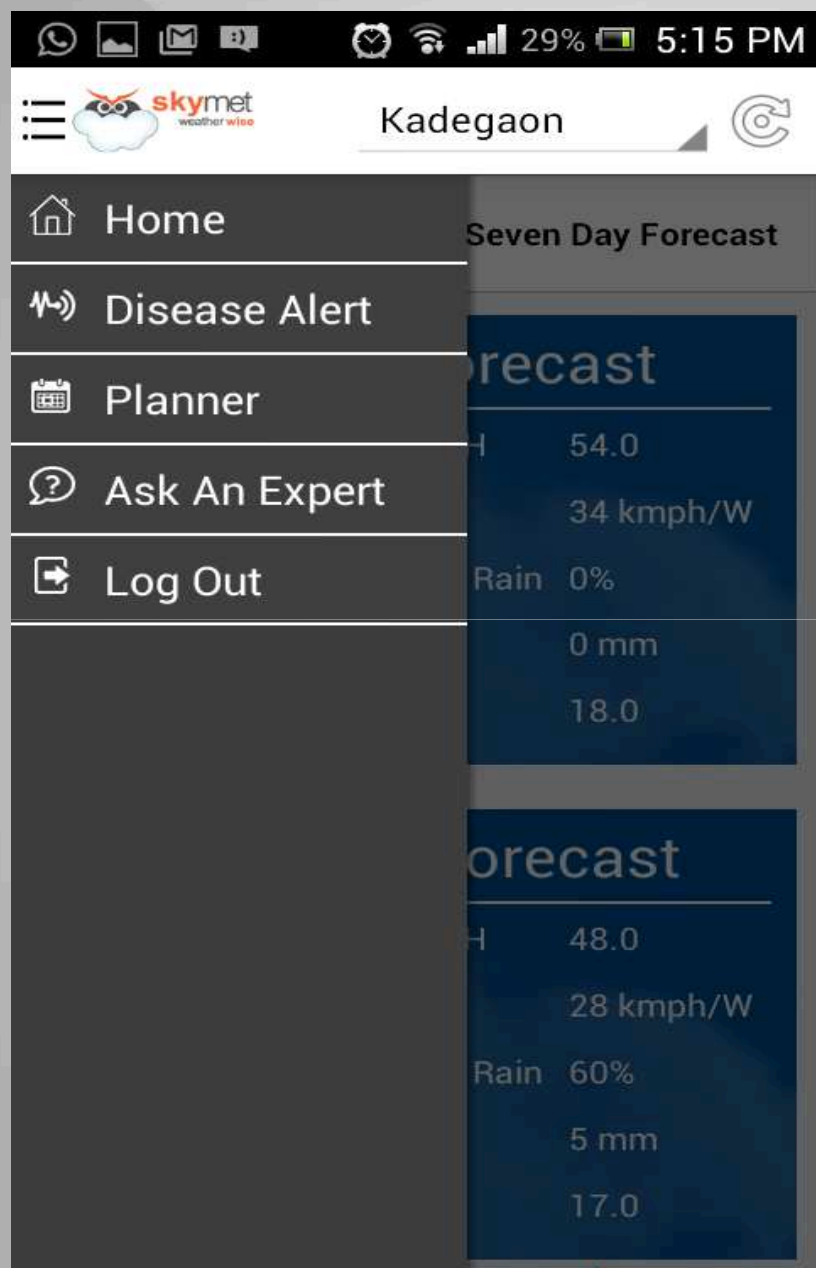 29% 5:15 PM
skymet
weather wise
Kadegaon
Home
Disease Alert
Planner
Ask An Expert
Log Out
Seven Day Forecast
orecast
H 54.0
34 kmph/W
Rain 0%
0 mm
18.0
orecast
H 48.0
28 kmph/W
Rain 60%
5 mm
17.0